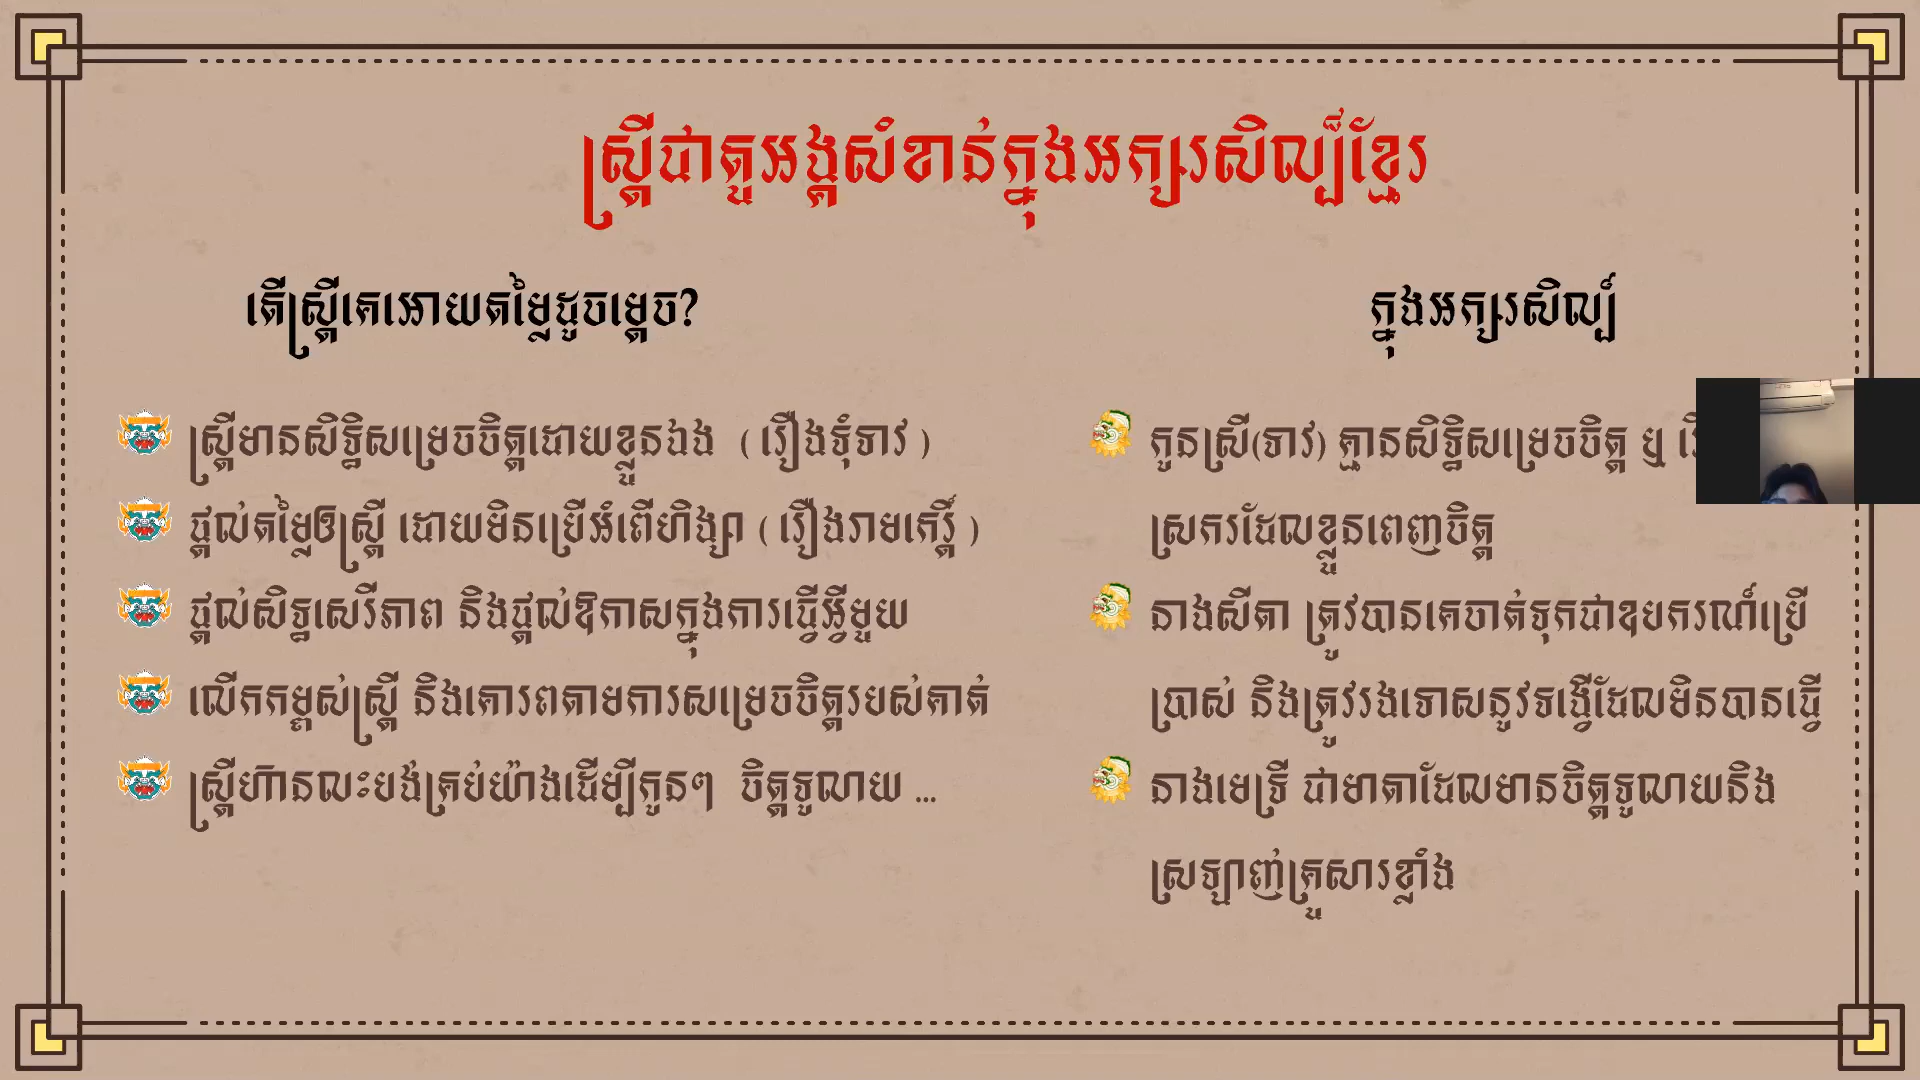 ស្ត្រីជាតួអង្គសំខាន់ក្នុងអក្សរសិល្ប៍ខ្មែរ
តើស្ត្រីគេអោយតម្លៃដូចម្ដេច?
ស្ត្រីមានសិទ្ធិសម្រេចចិត្តដោយខ្លួនឯង ( រឿងទុំទាវ )
ផ្ដល់តម្លៃឲស្ត្រី ដោយមិនប្រើអំពើហិង្សា ( រឿងរាមកេរ្តិ៍ )
ផ្ដល់សិទ្ធសេរីភាព និងផ្ដល់ឱកាសក្នុងការធ្វើអ្វីមួយ
លើកកម្ពស់ស្ត្រី និងគោរពតាមការសម្រេចចិត្តរបស់គាត់
ស្ត្រីហ៊ានលះបង់គ្រប់យ៉ាងដើម្បីកូនៗ ចិត្តទូលាយ ...
ក្នុងអក្សរសិល្ប៍
កូនស្រី(ទាវ) គ្មានសិទ្ធិសម្រេចចិត្ត ឬ
ស្រករដែលខ្លួនពេញចិត្ត
នាងសីតា ត្រូវបានគេចាត់ទុកជាឧបករណ៍ប្រើ
ប្រាស់ និងត្រូវរងទោសនូវទង្វើដែលមិនបានធ្វើ
នាងមេទ្រី ជាមាតាដែលមានចិត្តទូលាយនិង
ស្រឡាញ់គ្រួសារខ្លាំង